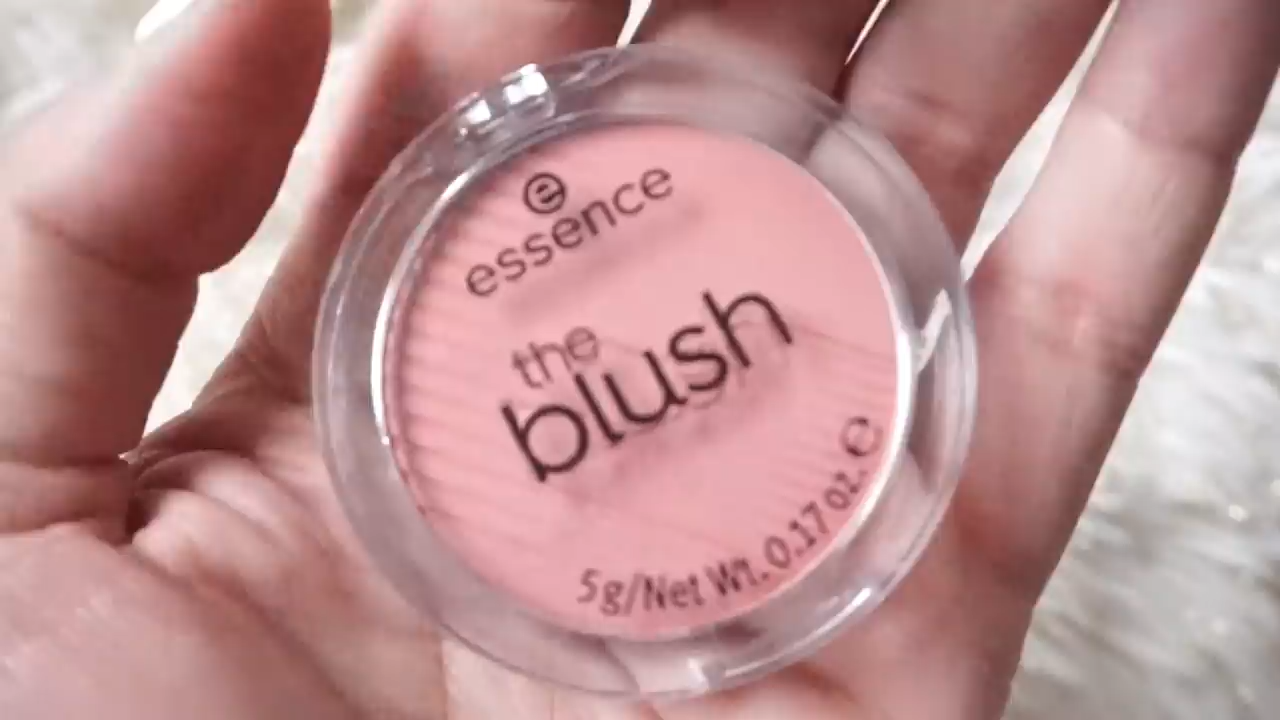 e
essence
the
blush
5g/Net Wt. 0.17 oz. ℮